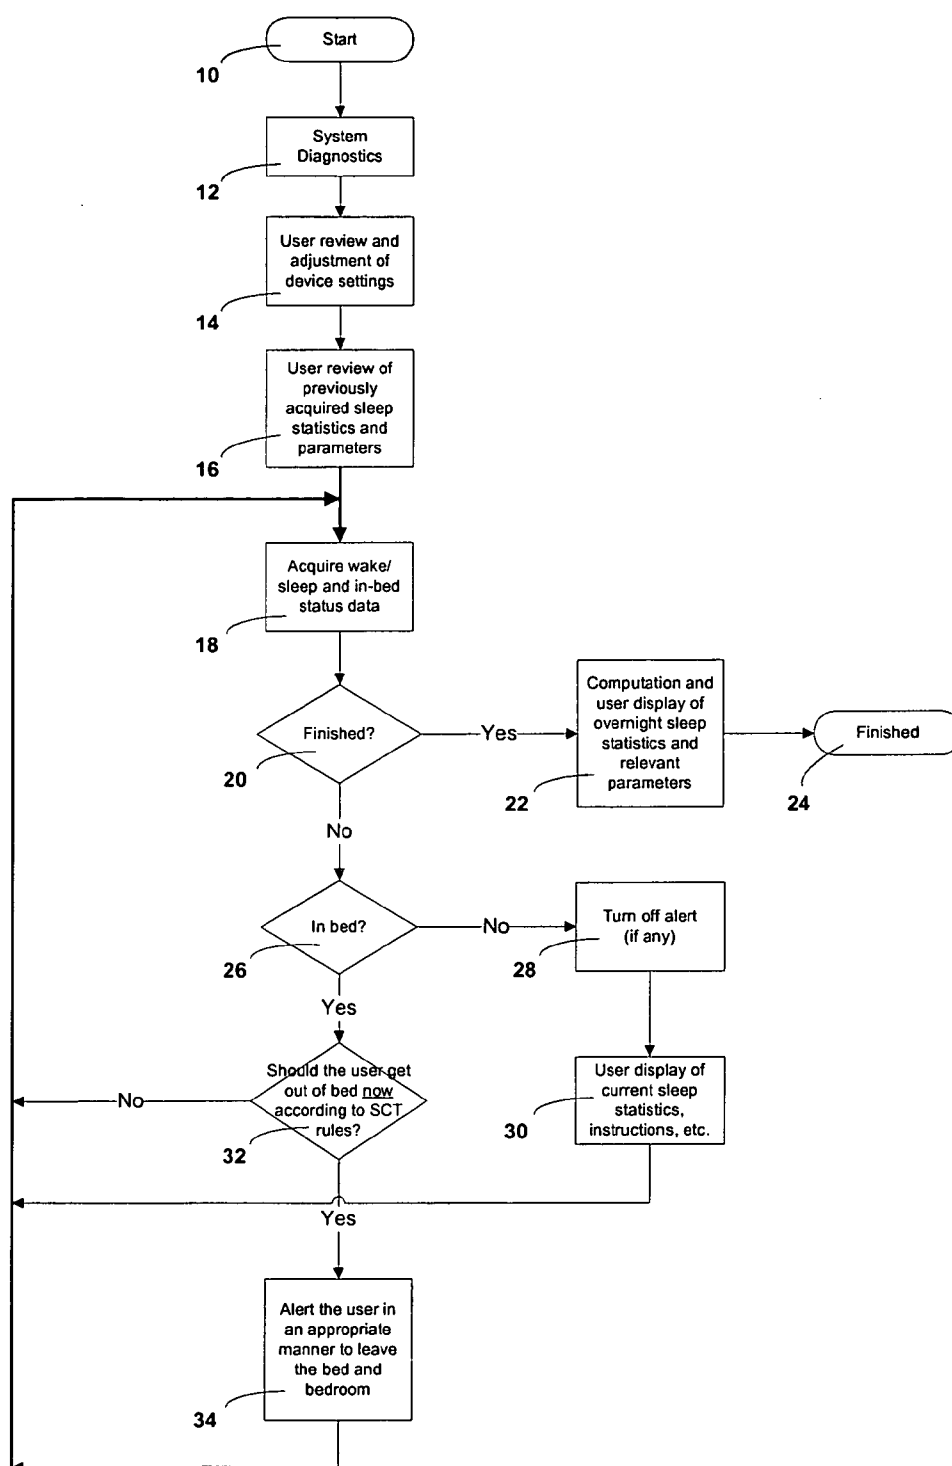 Start
10
System
Diagnostics
12
User review and
adjustment of
device settings
14
User review of
previously
acquired sleep
statistics and
parameters
16
Acquire wake/
sleep and in-bed
status data
18
Finished?
20
Yes
Computation and
user display of
overnight sleep
statistics and
relevant
parameters
22
Finished
24
No
In bed?
26
No
Turn off alert
(if any)
28
Yes
Should the user get
out of bed now
according to SCT
rules?
32
No
User display of
current sleep
statistics,
instructions, etc.
30
Yes
Alert the user in
an appropriate
manner to leave
the bed and
bedroom
34